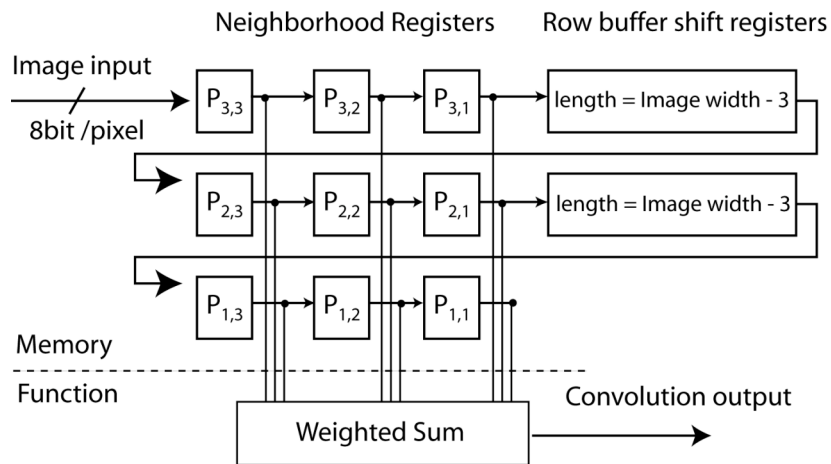 Neighborhood Registers
Row buffer shift registers
Image input
8bit /pixel
P3,3
P3,2
P3,1
length = Image width - 3
P2,3
P2,2
P2,1
length = Image width - 3
P1,3
P1,2
P1,1
Memory
Function
Convolution output
Weighted Sum